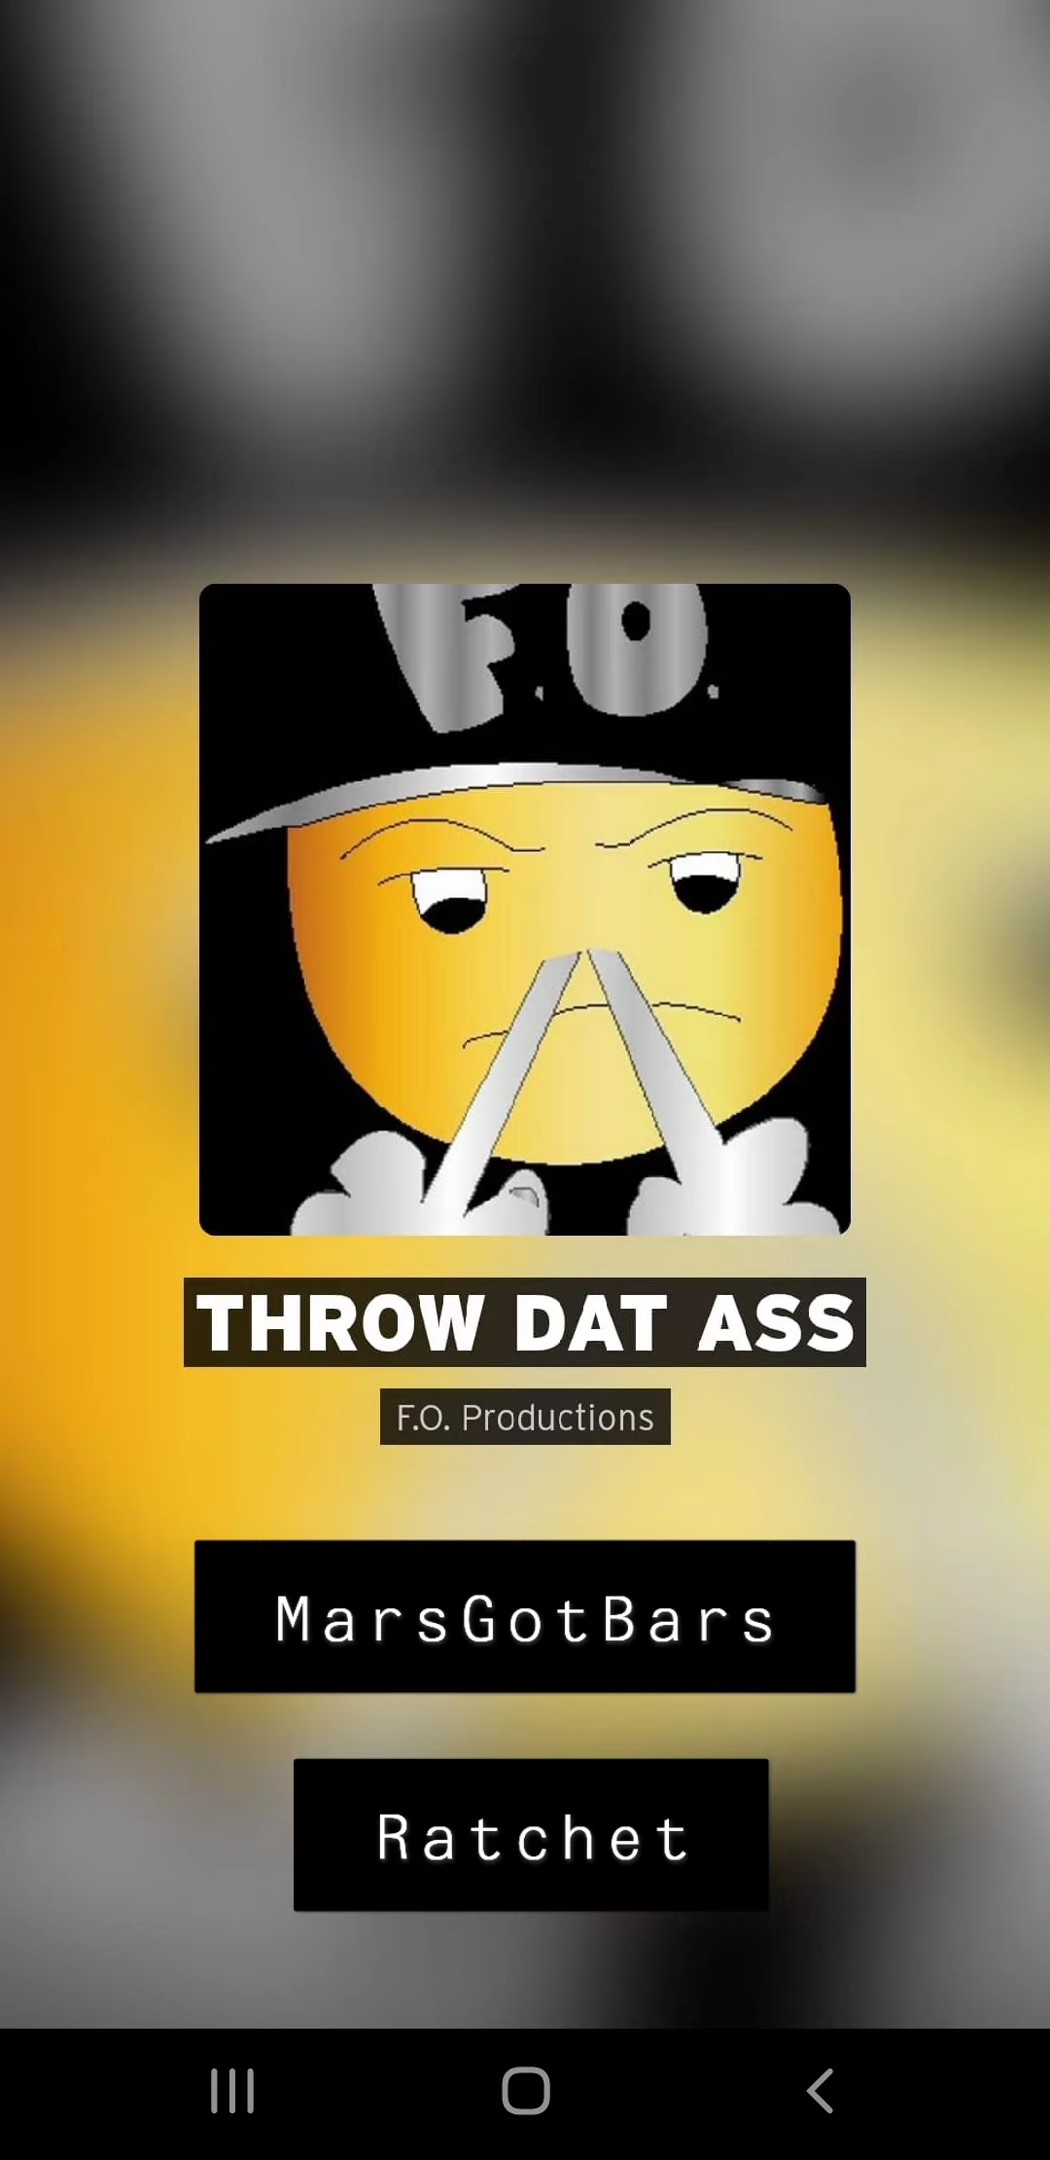 F.O.
THROW DAT ASS
F.O. Productions
MarsGotBars
Ratchet